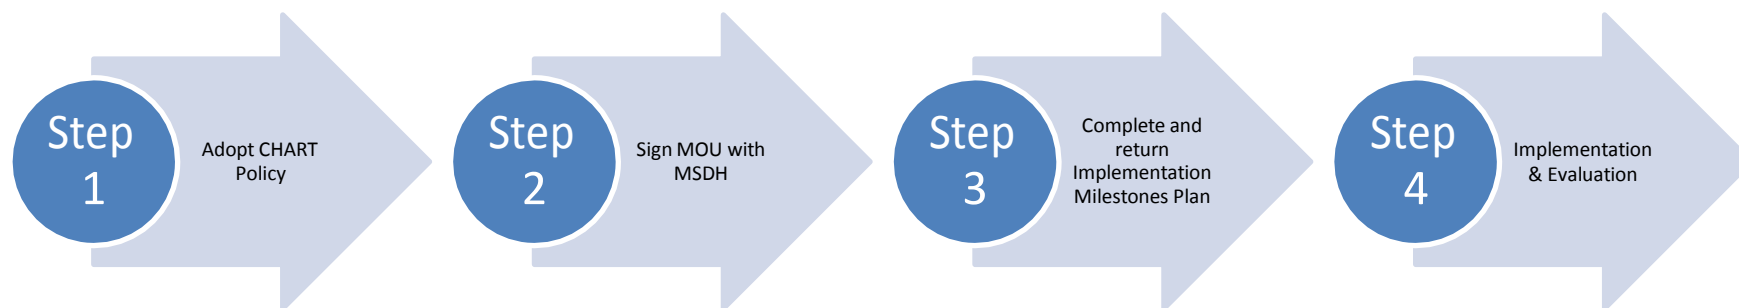 Step
1
Adopt CHART
Policy
Step
2
Sign MOU with
MSDH
Step
3
Complete and
return
Implementation
Milestones Plan
Step
4
Implementation
& Evaluation